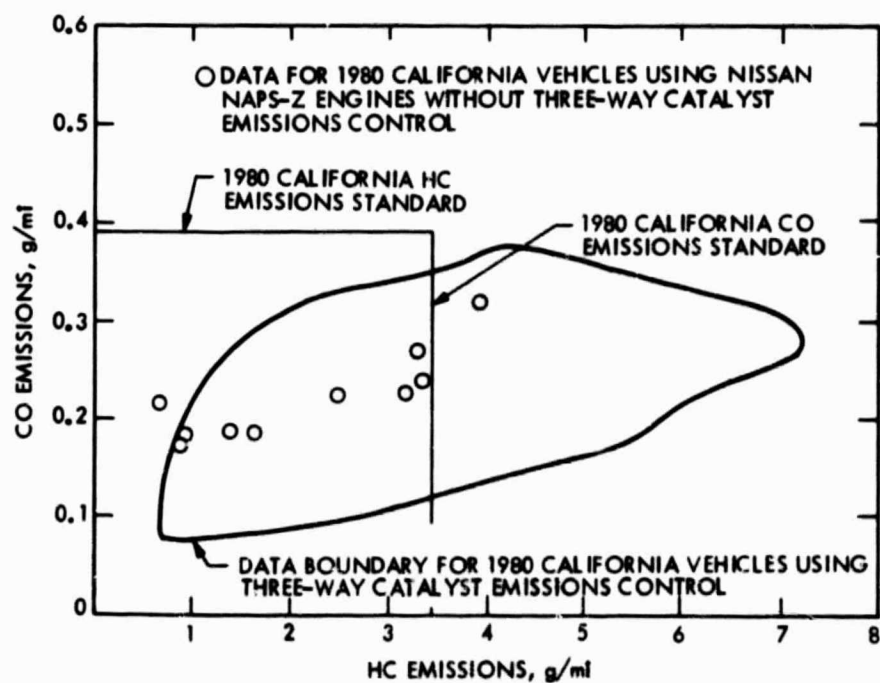 0.6
○ DATA FOR 1980 CALIFORNIA VEHICLES USING NISSAN
NAPS-Z ENGINES WITHOUT THREE-WAY CATALYST
EMISSIONS CONTROL
0.5
1980 CALIFORNIA HC
EMISSIONS STANDARD
0.4
1980 CALIFORNIA CO
EMISSIONS STANDARD
CO EMISSIONS, g/mi
0.3
0.2
0.1
DATA BOUNDARY FOR 1980 CALIFORNIA VEHICLES USING
THREE-WAY CATALYST EMISSIONS CONTROL
0
1 2 3 4 5 6 7 8
HC EMISSIONS, g/mi